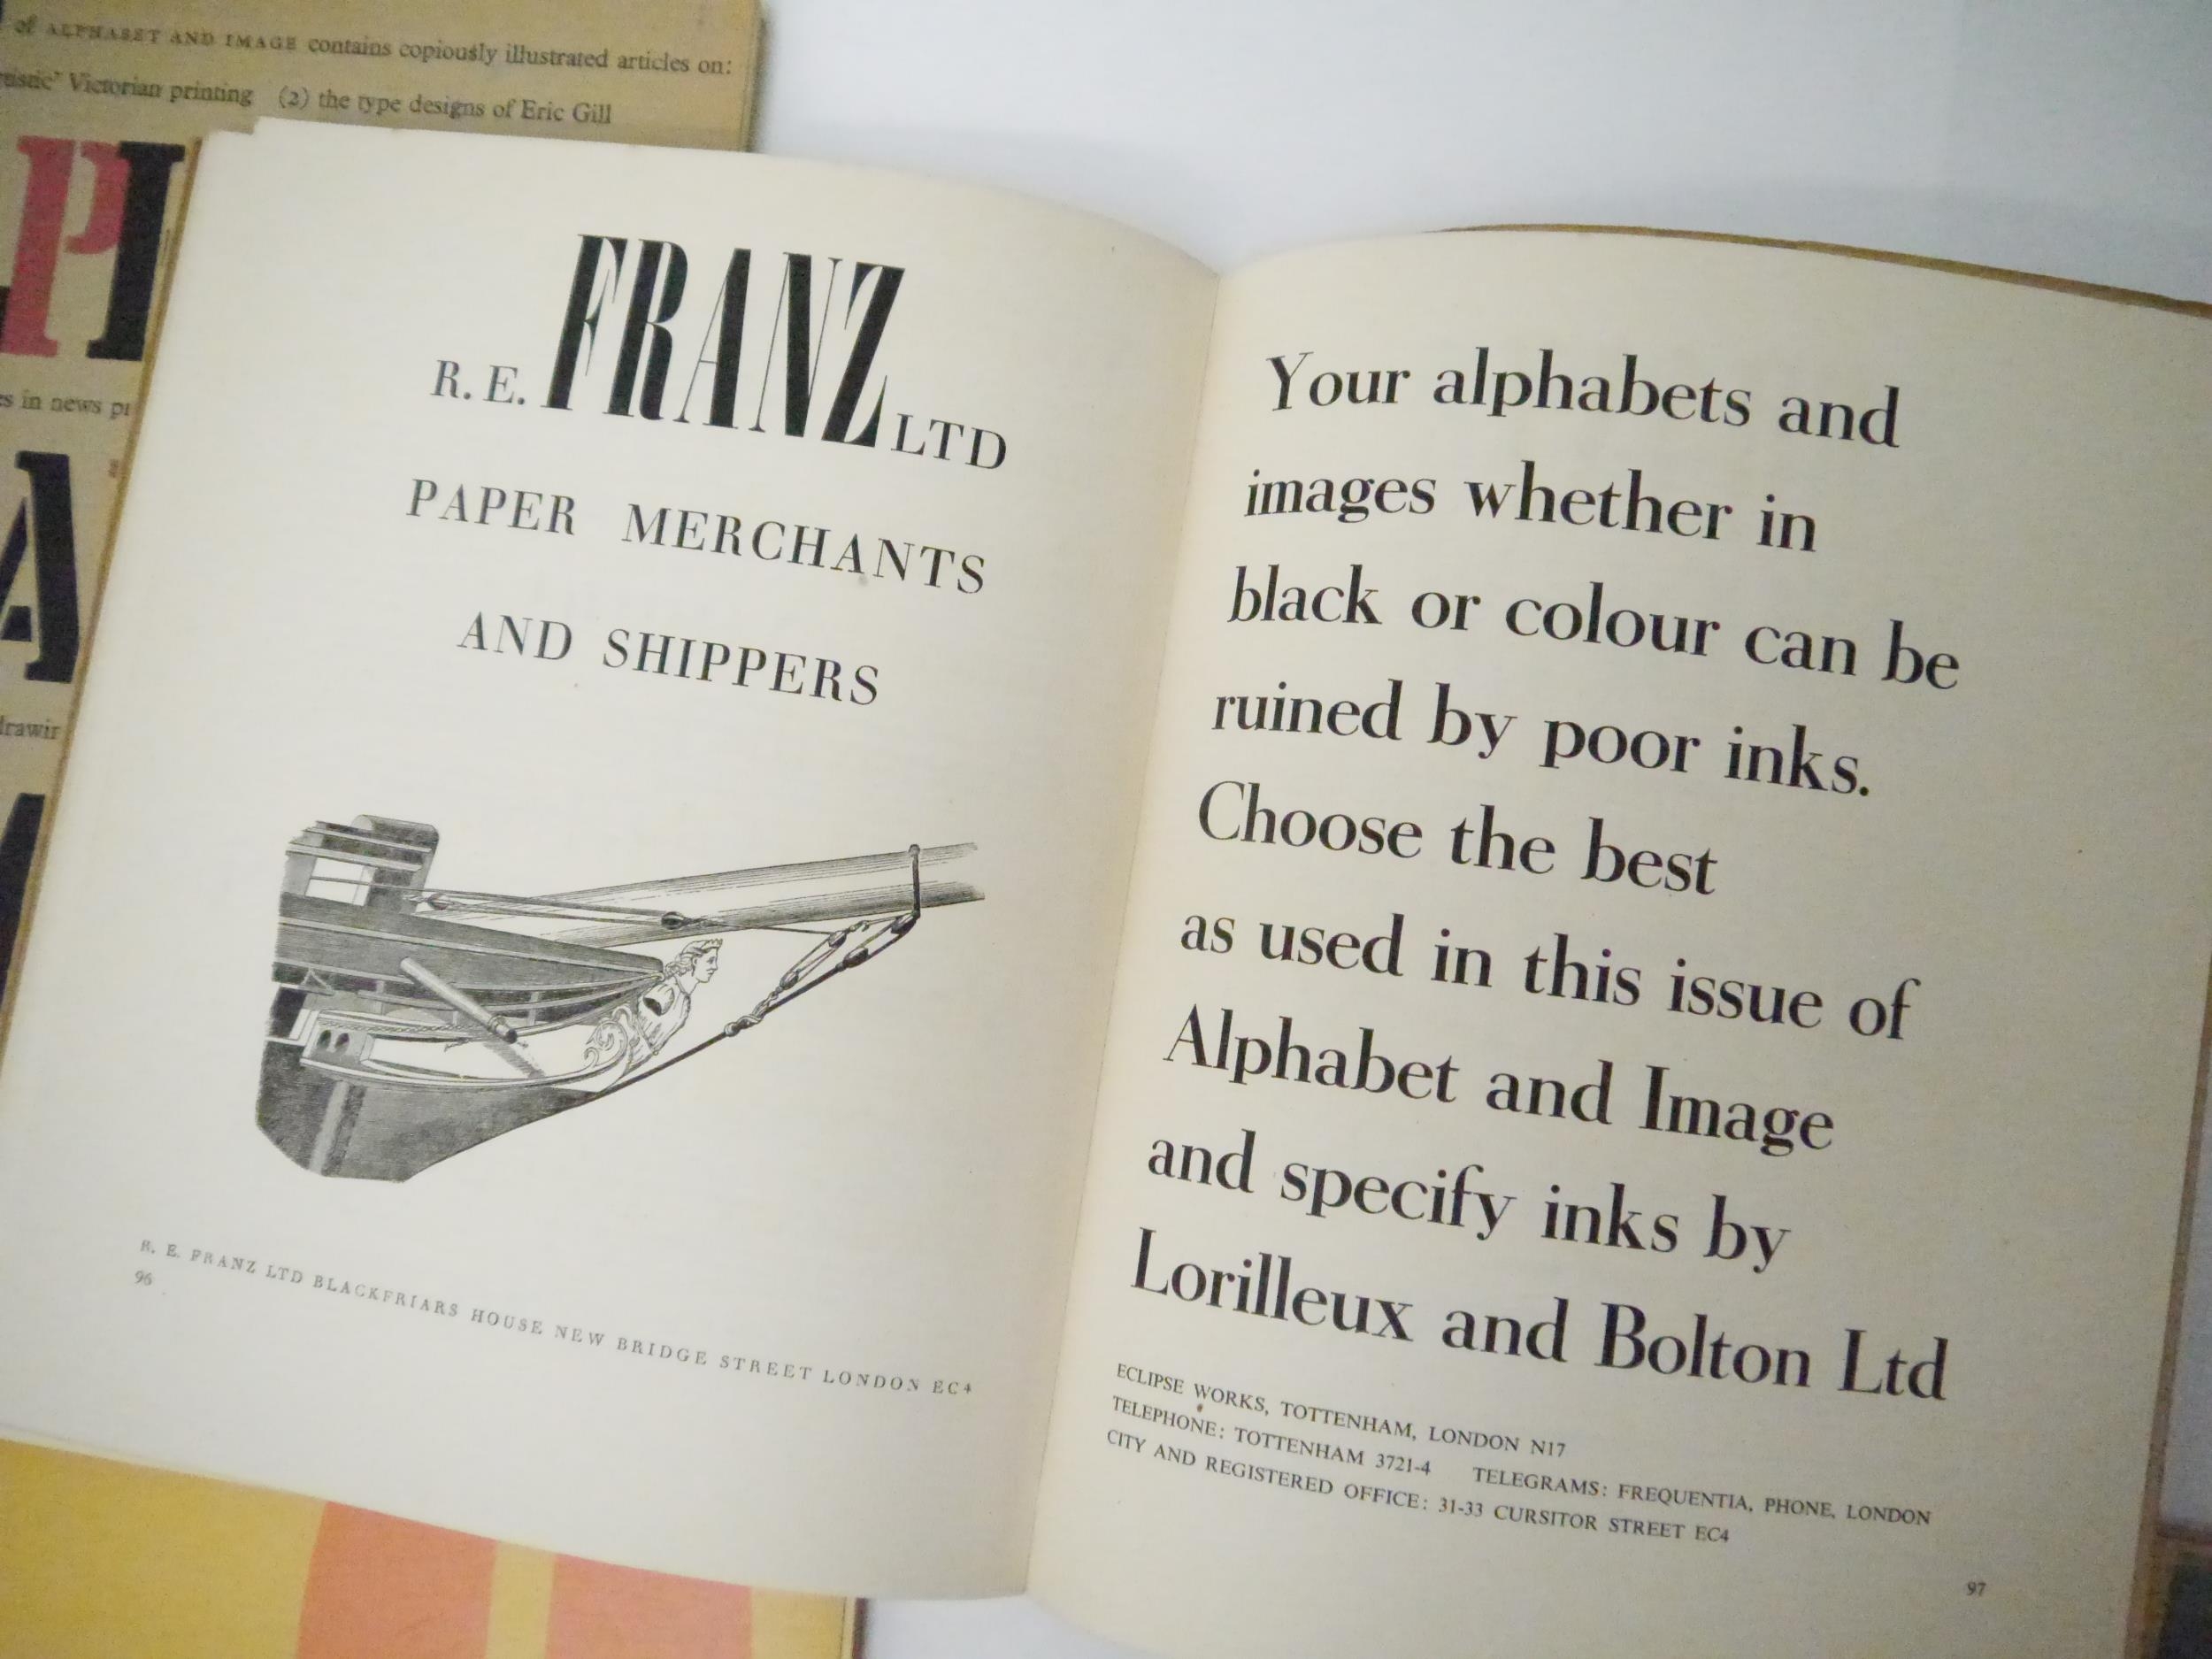 of ALPHABET AND IMAGE contains copiously illustrated articles on:
Victorian printing (2) the type designs of Eric Gill
P
s in news
A
R. E. FRANZ LTD
PAPER MERCHANTS
AND SHIPPERS
R. E. FRANZ LTD BLACKFRIARS HOUSE NEW BRIDGE STREET LONDON EC4
96
Your alphabets and
images whether in
black or colour can be
ruined by poor inks.
Choose the best
as used in this issue of
Alphabet and Image
and specify inks by
Lorilleux and Bolton Ltd
ECLIPSE WORKS, TOTTENHAM, LONDON N17
TELEPHONE: TOTTENHAM 3721-4 TELEGRAMS: FREQUENTIA, PHONE, LONDON
CITY AND REGISTERED OFFICE: 31-33 CURSITOR STREET EC4
97